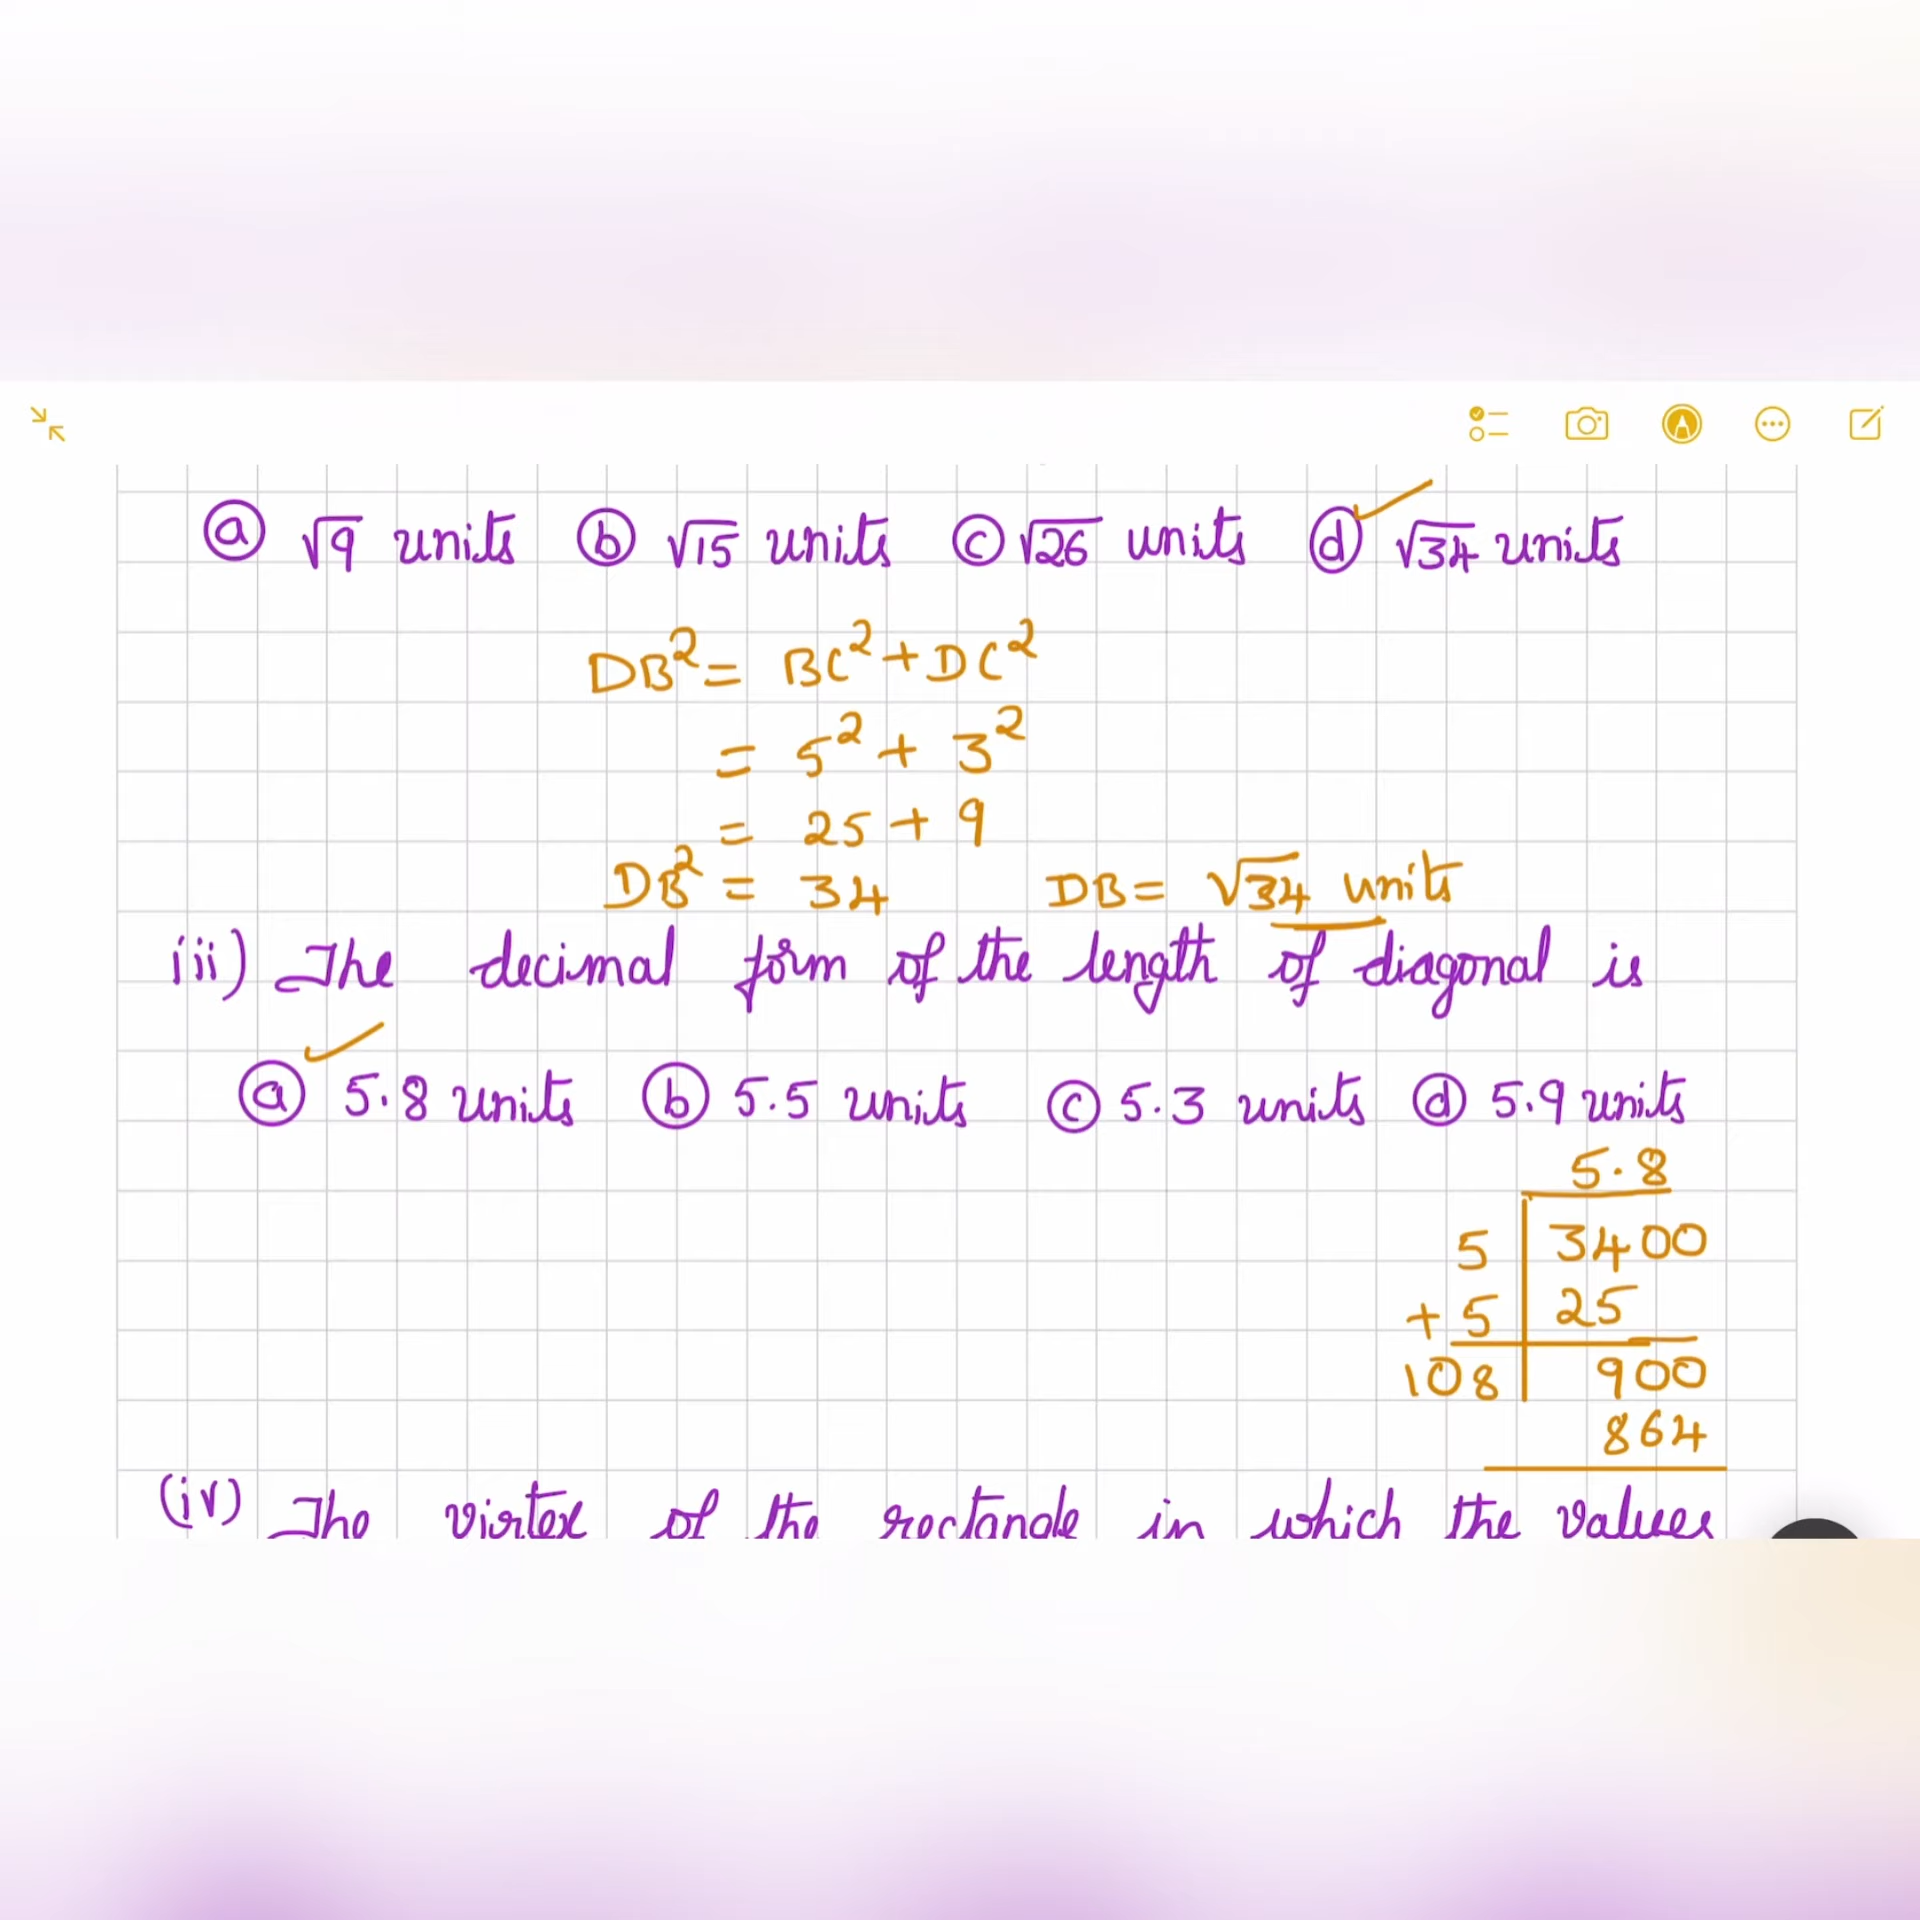 ⓐ √9 units ⓑ √15 units ⓒ √26 units ⓓ √34 units
DB² = BC² + DC²
= 5² + 3²
= 25 + 9
DB² = 34 DB = √34 units
iii) The decimal form of the length of diagonal is
ⓐ 5.8 units ⓑ 5.5 units ⓒ 5.3 units ⓓ 5.9 units
5.8
5 3400
+ 5 25
108 900
864
(iv) The virtex of the rectangle in which the values